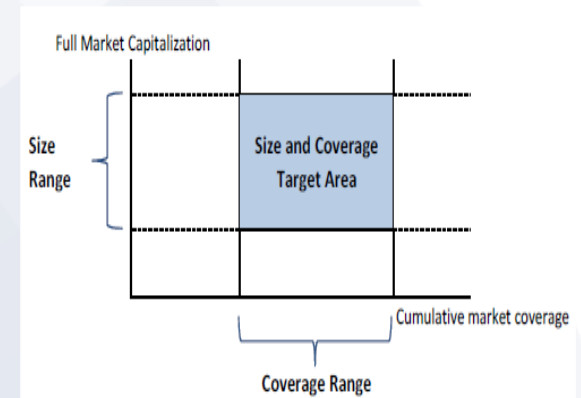 Full Market Capitalization
Size
Range
Size and Coverage
Target Area
Cumulative market coverage
Coverage Range